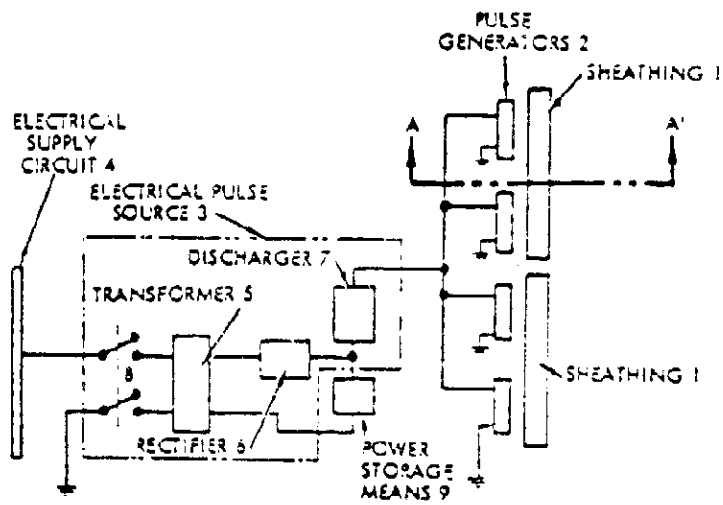 PULSE
GENERATORS 2
SHEATHING 1
ELECTRICAL
SUPPLY
CIRCUIT 4
A
A'
ELECTRICAL PULSE
SOURCE 3
DISCHARGER 7
TRANSFORMER 5
8
SHEATHING 1
RECTIFIER 6
POWER
STORAGE
MEANS 9